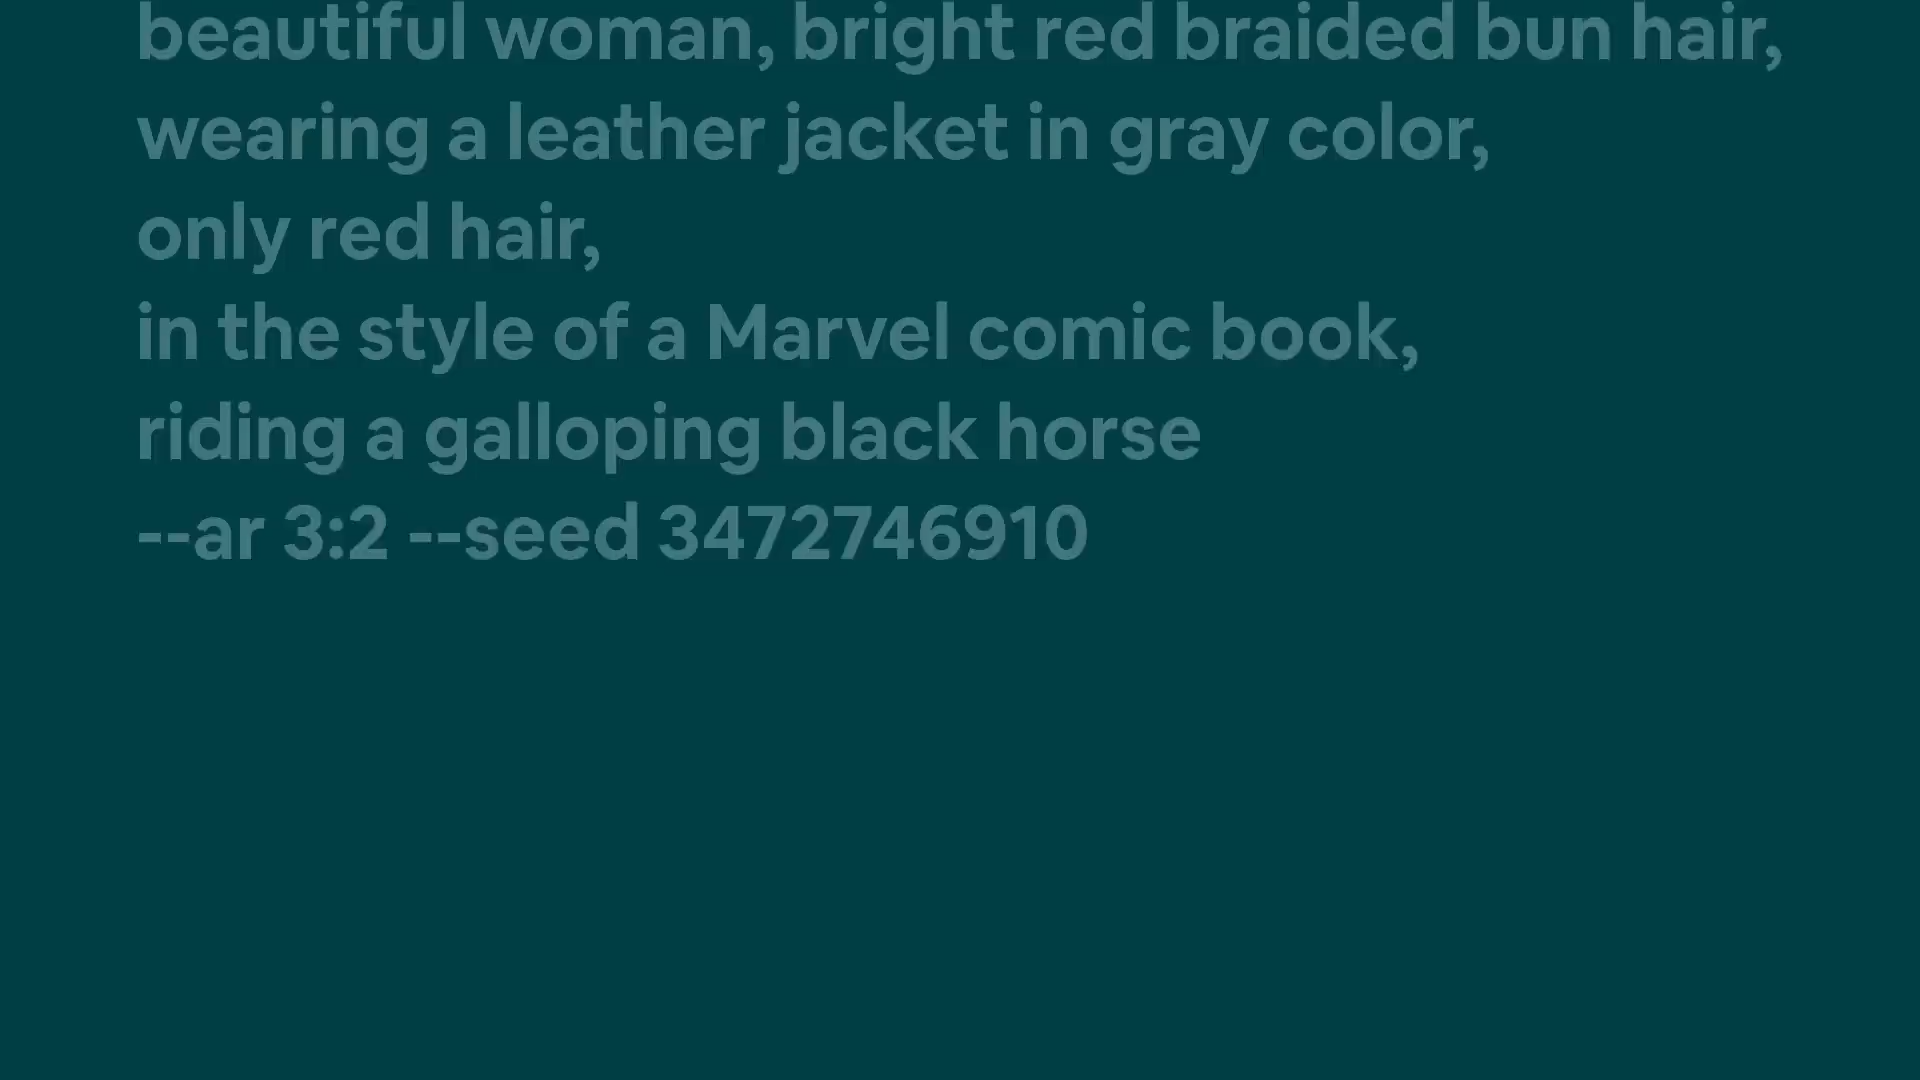 beautiful woman, bright red braided bun hair,
wearing a leather jacket in gray color,
only red hair,
in the style of a Marvel comic book,
riding a galloping black horse
--ar 3:2 --seed 3472746910